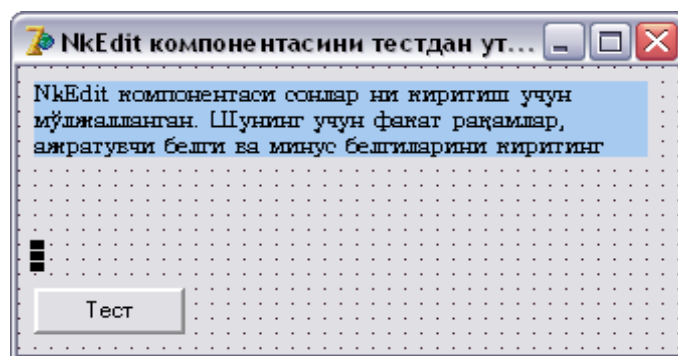 NkEdit компонентасини тестдан ут...
NkEdit компонентаси сонлар ни киритиш учун
мўлжалланган. Шунинг учун факат рақамлар,
ажратувчи белги ва минус белгиларини киритинг
Тест